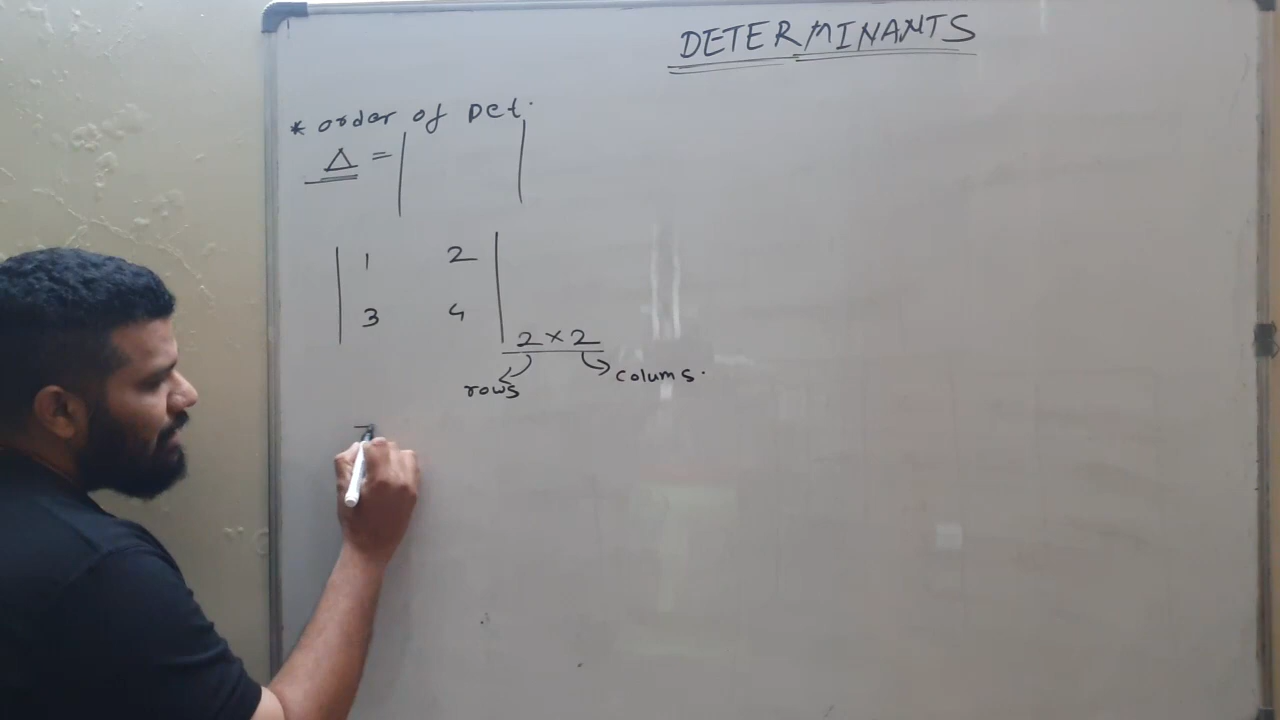 DETERMINANTS
* order of Det.
Δ = | |
| 1 2 |
| 3 4 | 2 × 2
rows colums.